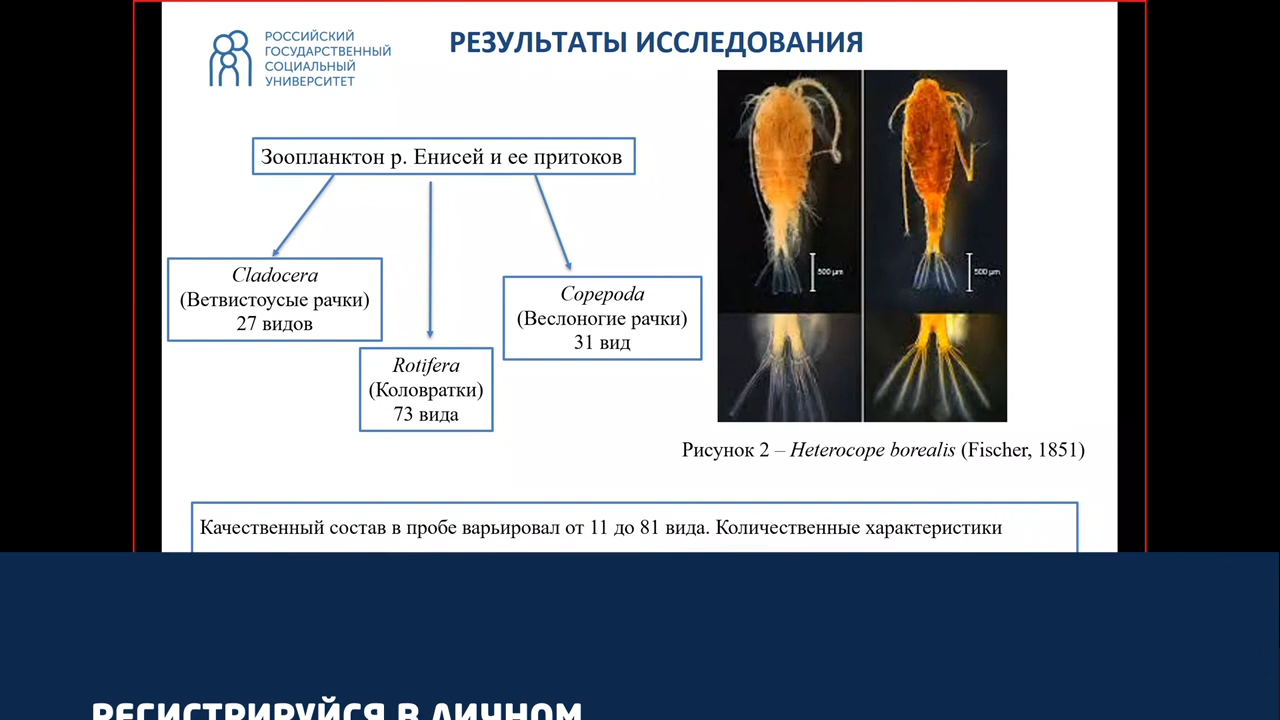 РОССИЙСКИЙ
ГОСУДАРСТВЕННЫЙ
СОЦИАЛЬНЫЙ
УНИВЕРСИТЕТ
РЕЗУЛЬТАТЫ ИССЛЕДОВАНИЯ
Зоопланктон р. Енисей и ее притоков
Cladocera
(Ветвистоусые рачки)
27 видов
Rotifera
(Коловратки)
73 вида
Copepoda
(Веслоногие рачки)
31 вид
500 µm
500 µm
Рисунок 2 – Heterocope borealis (Fischer, 1851)
Качественный состав в пробе варьировал от 11 до 81 вида. Количественные характеристики
РЕГИСТРИРУЙСЯ В ЛИЧНОМ